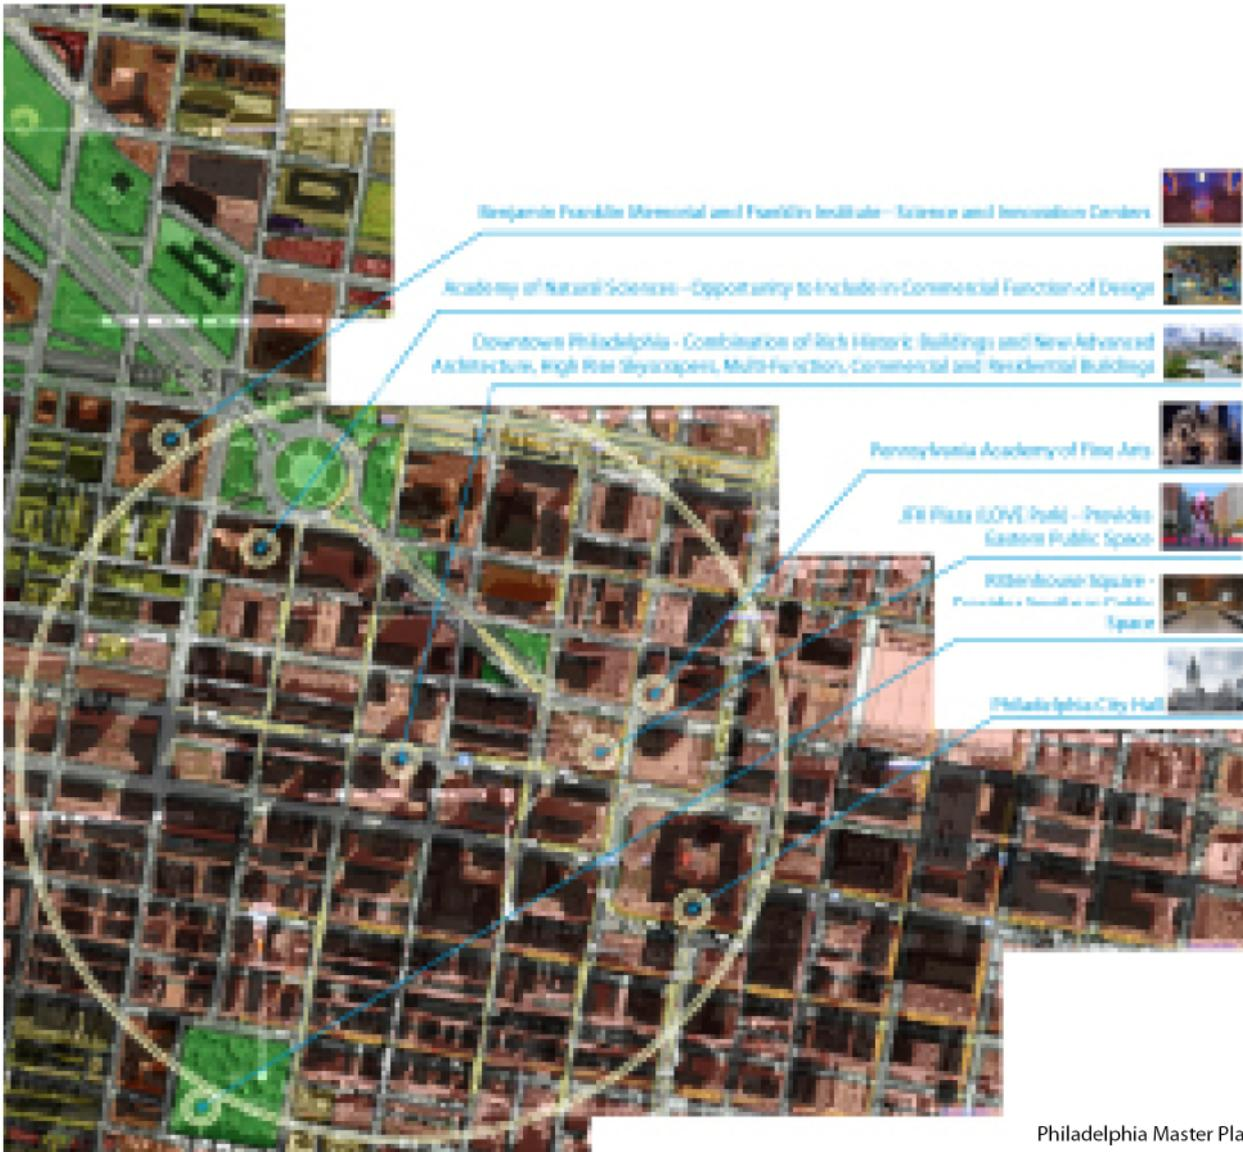 Benjamin Franklin Memorial and Franklin Institute - Science and Innovation Centers
Academy of Natural Sciences - Opportunity to Include in Commercial Function of Design
Downtown Philadelphia - Combination of Rich Historic Buildings and New Advanced
Architecture, High Rise Skyscrapers, Multi-Function, Commercial and Residential Buildings
Pennsylvania Academy of Fine Arts
JFK Plaza (LOVE Park) - Provides
Eastern Public Space
Rittenhouse Square -
Provides Southern Public
Space
Philadelphia City Hall
Philadelphia Master Pla